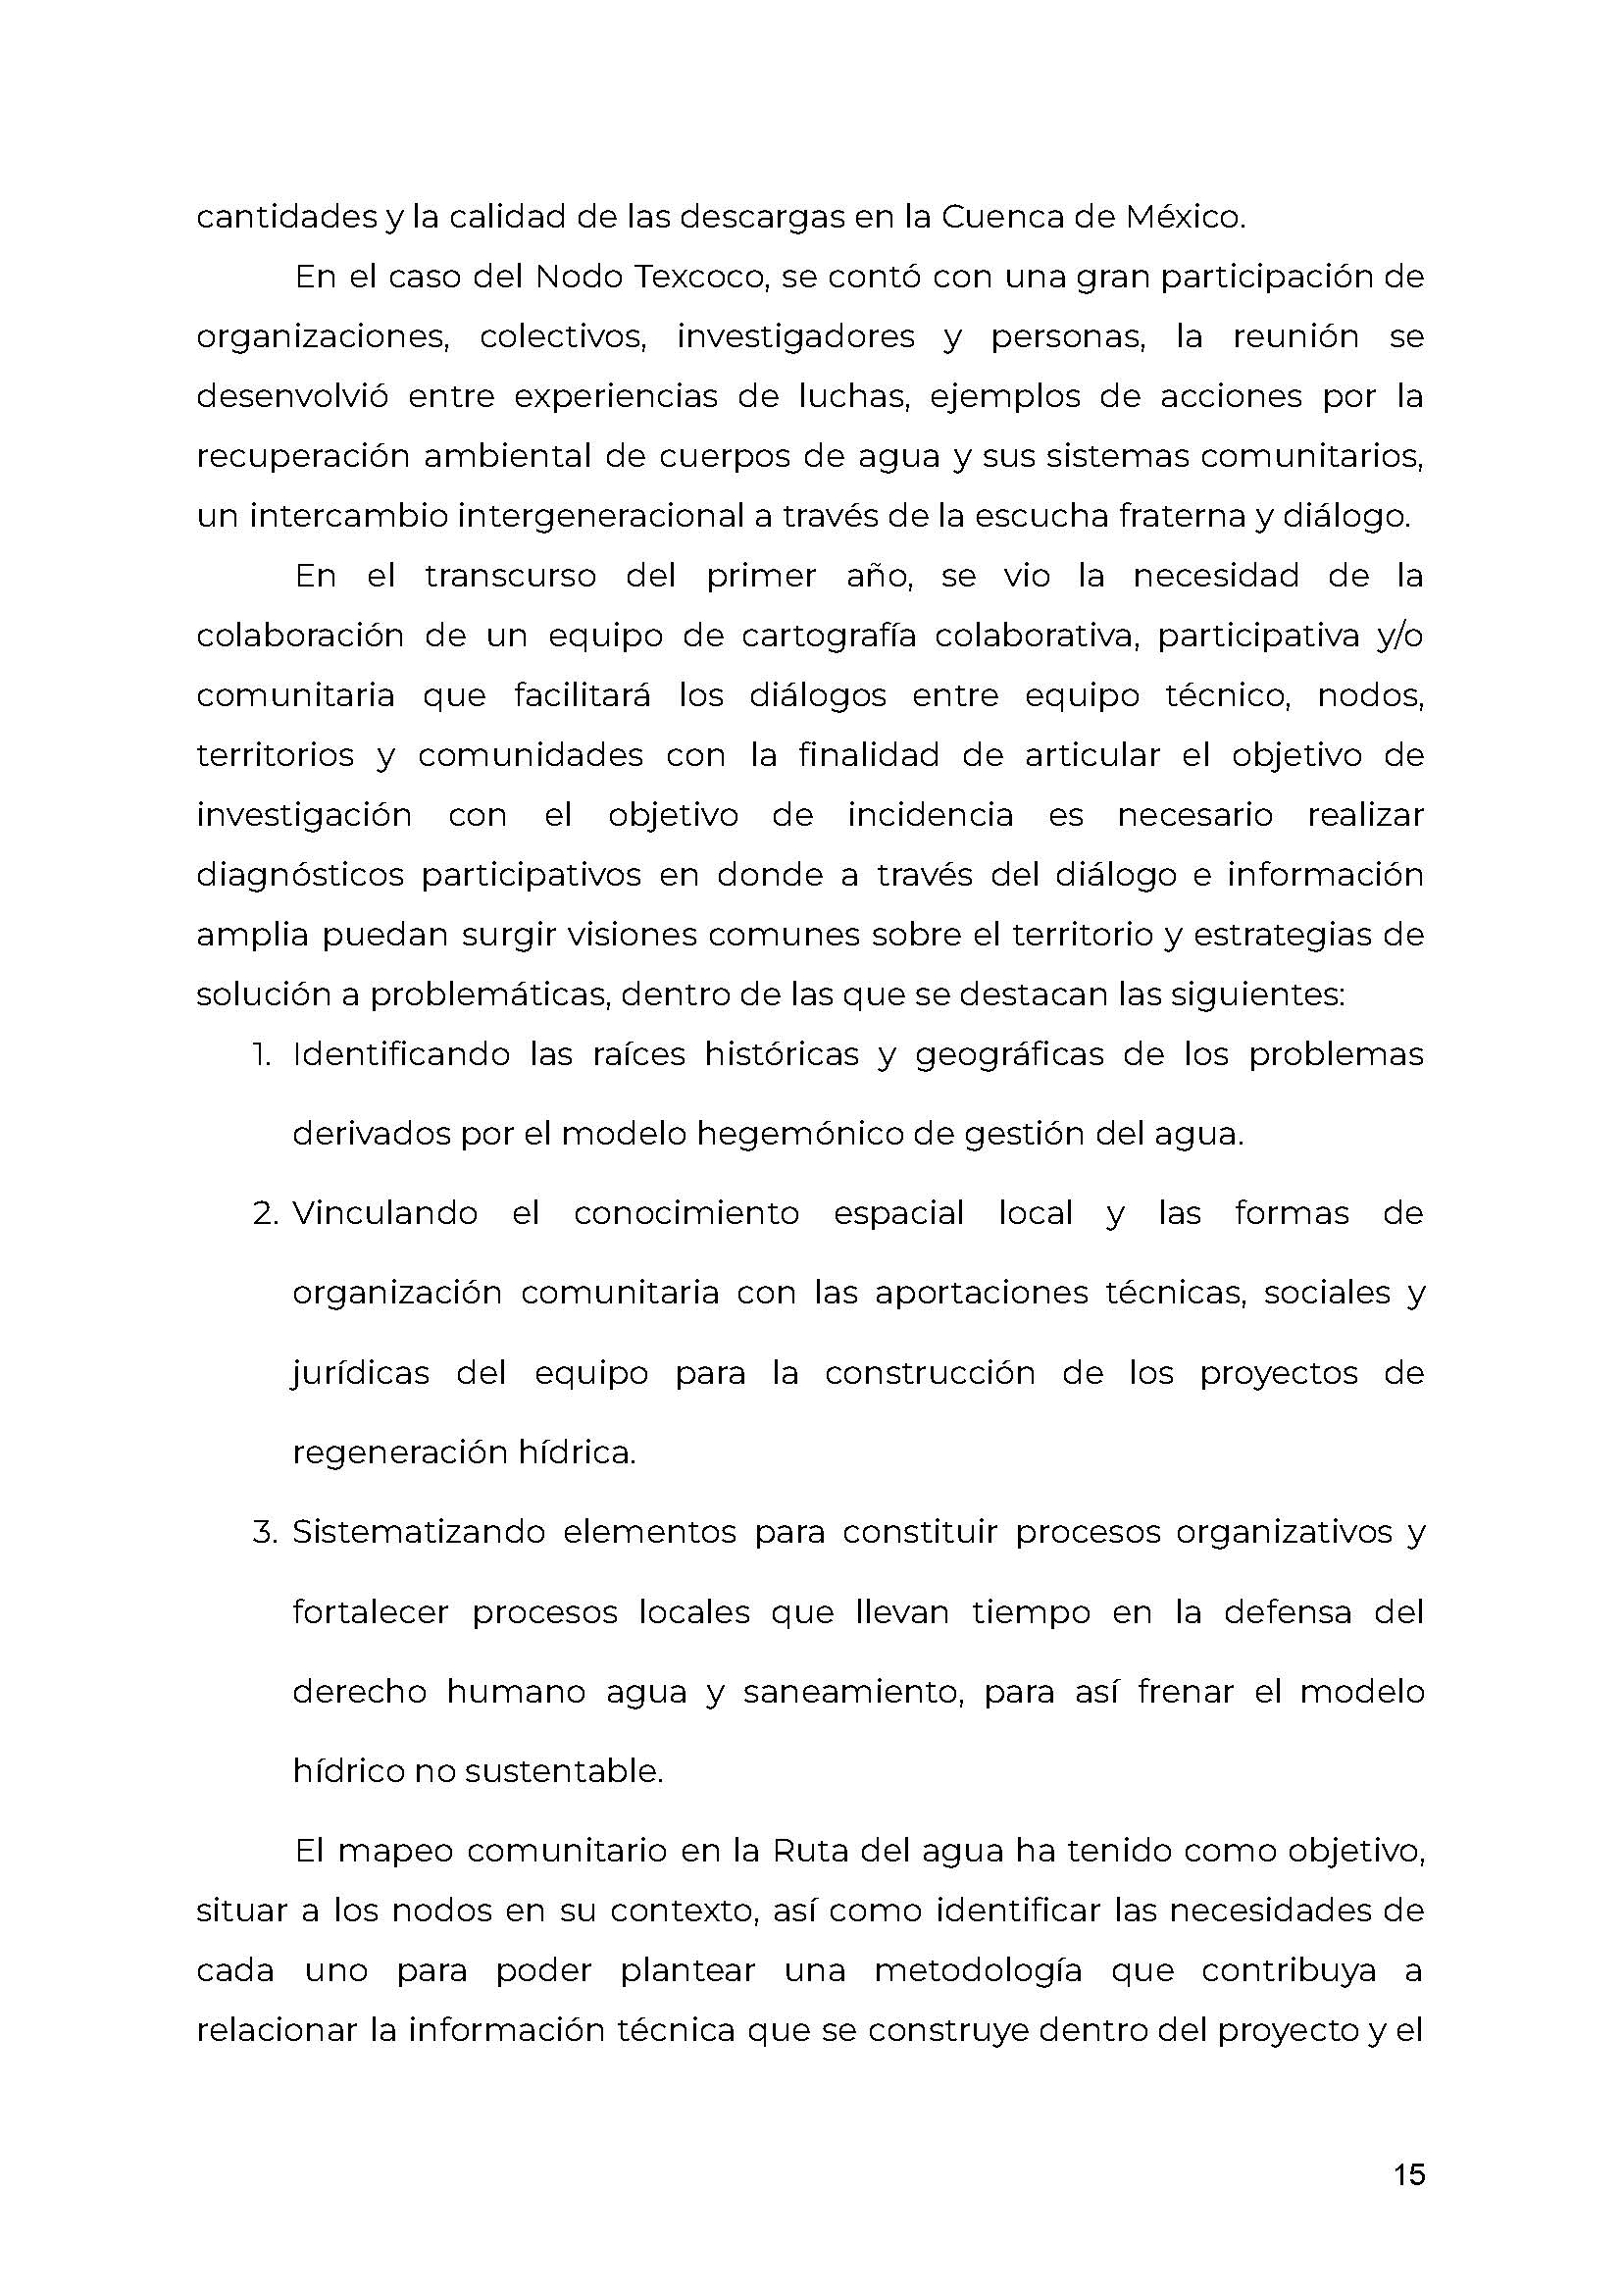 cantidades y la calidad de las descargas en la Cuenca de México.
En el caso del Nodo Texcoco, se contó con una gran participación de
organizaciones, colectivos, investigadores y personas, la reunión se
desenvolvió entre experiencias de luchas, ejemplos de acciones por la
recuperación ambiental de cuerpos de agua y sus sistemas comunitarios,
un intercambio intergeneracional a través de la escucha fraterna y diálogo.
En el transcurso del primer año, se vio la necesidad de la
colaboración de un equipo de cartografía colaborativa, participativa y/o
comunitaria que facilitará los diálogos entre equipo técnico, nodos,
territorios y comunidades con la finalidad de articular el objetivo de
investigación con el objetivo de incidencia es necesario realizar
diagnósticos participativos en donde a través del diálogo e información
amplia puedan surgir visiones comunes sobre el territorio y estrategias de
solución a problemáticas, dentro de las que se destacan las siguientes:
1. Identificando las raíces históricas y geográficas de los problemas
derivados por el modelo hegemónico de gestión del agua.
2. Vinculando el conocimiento espacial local y las formas de
organización comunitaria con las aportaciones técnicas, sociales y
jurídicas del equipo para la construcción de los proyectos de
regeneración hídrica.
3. Sistematizando elementos para constituir procesos organizativos y
fortalecer procesos locales que llevan tiempo en la defensa del
derecho humano agua y saneamiento, para así frenar el modelo
hídrico no sustentable.
El mapeo comunitario en la Ruta del agua ha tenido como objetivo,
situar a los nodos en su contexto, así como identificar las necesidades de
cada uno para poder plantear una metodología que contribuya a
relacionar la información técnica que se construye dentro del proyecto y el
15